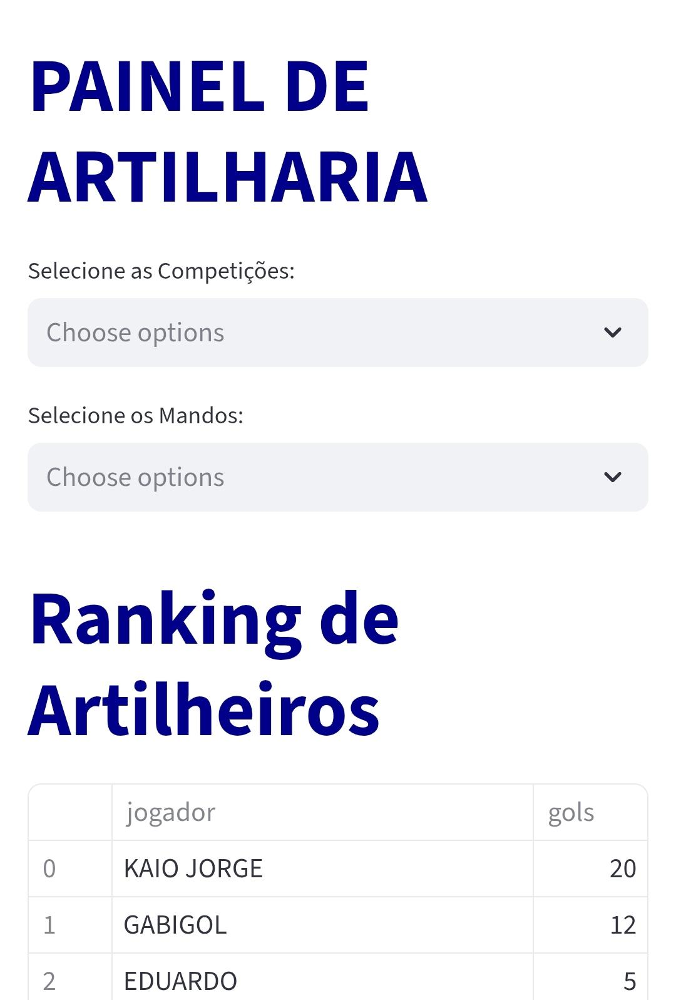 PAINEL DE
ARTILHARIA
Selecione as Competições:
Choose options
Selecione os Mandos:
Choose options
Ranking de
Artilheiros
jogador gols
0 KAIO JORGE 20
1 GABIGOL 12
2 EDUARDO 5